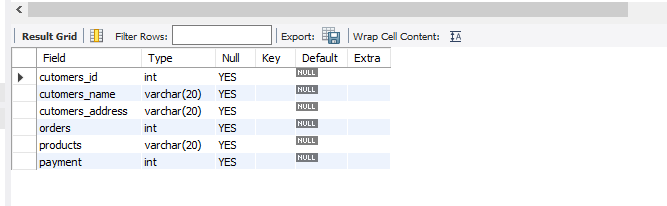 Result Grid Filter Rows: Export: Wrap Cell Content:
Field Type Null Key Default Extra
cutomers_id int YES NULL
cutomers_name varchar(20) YES NULL
cutomers_address varchar(20) YES NULL
orders int YES NULL
products varchar(20) YES NULL
payment int YES NULL